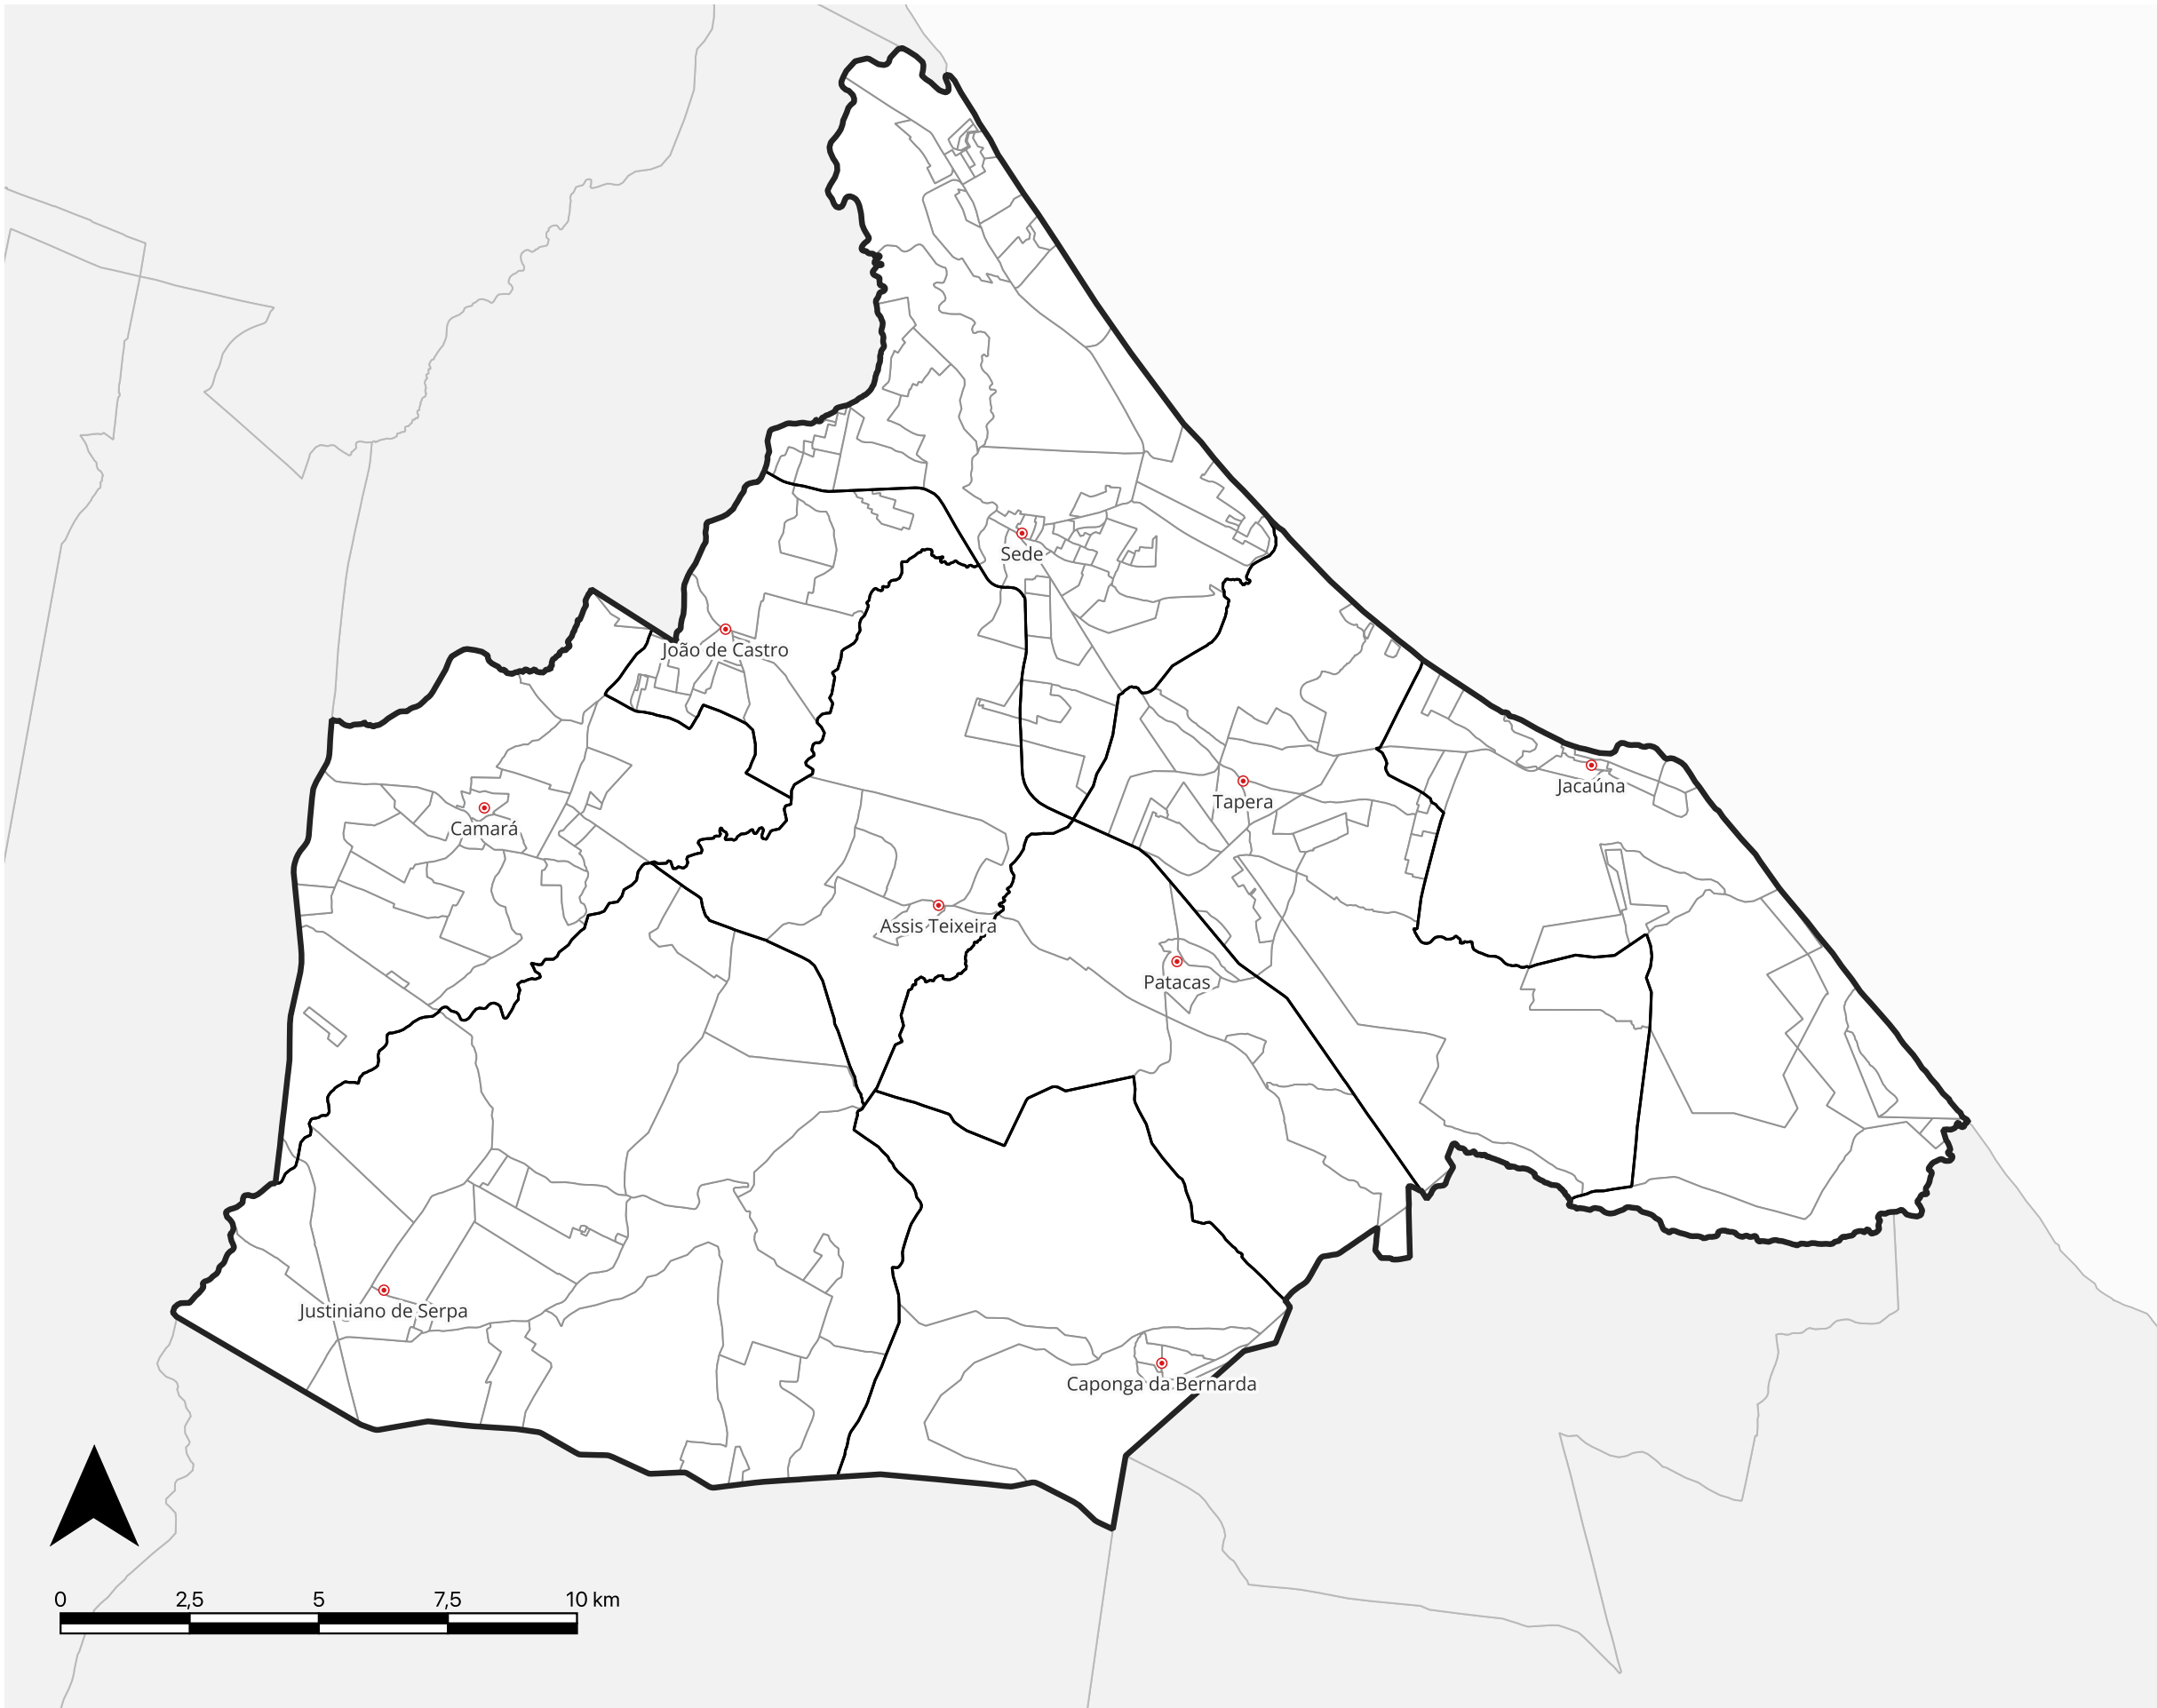 Sede
João de Castro
Jacaúna
Tapera
Camará
Assis Teixeira
Patacas
Justiniano de Serpa
Caponga da Bernarda
0 2,5 5 7,5 10 km